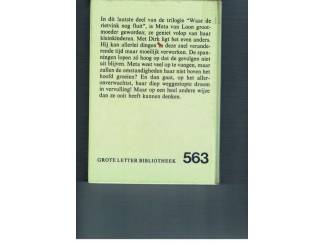 In dit laatste deel van de trilogie "Waar de
rietvink nog fluit", is Meta van Loon groot-
moeder geworden, ze geniet volop van haar
kleinkinderen. Met Dirk ligt het even anders.
Hij kan allerlei dingen in deze snel verande-
rende tijd maar moeilijk verwerken. De span-
ningen lopen zó hoog op dat de gevolgen niet
uit blijven. Meta weet veel op te vangen, maar
zullen de omstandigheden haar niet boven het
hoofd groeien? En dan gaat, op het aller-
onverwachtst, haar diep weggestopte droom
in vervulling! Maar op een heel andere wijze
dan ze ooit heeft kunnen denken.
GROTE LETTER BIBLIOTHEEK 563